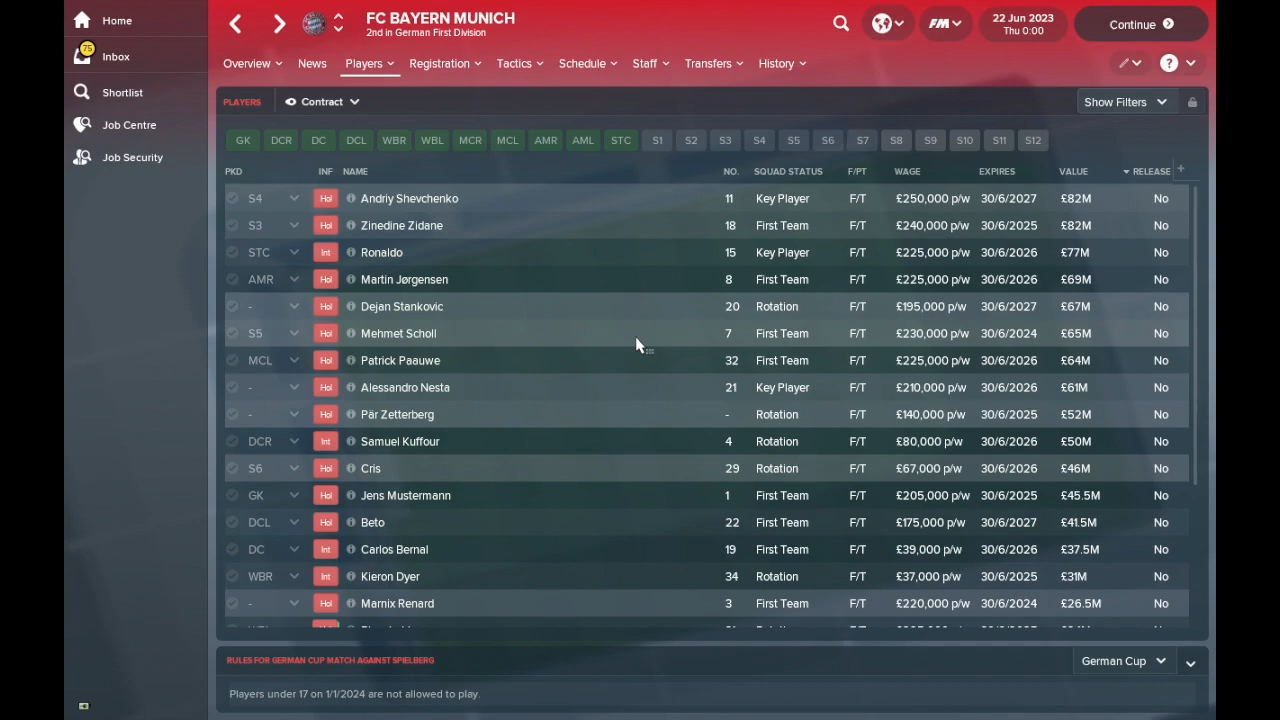 Home
75
Inbox
Shortlist
Job Centre
Job Security
FC BAYERN MUNICH
2nd in German First Division
FM
22 Jun 2023
Thu 0:00
Continue
Overview News Players Registration Tactics Schedule Staff Transfers History
?
PLAYERS Contract Show Filters
GK DCR DC DCL WBR WBL MCR MCL AMR AML STC S1 S2 S3 S4 S5 S6 S7 S8 S9 S10 S11 S12
PKD INF NAME NO. SQUAD STATUS F/PT WAGE EXPIRES VALUE RELEASE +
S4 Hol Andriy Shevchenko 11 Key Player F/T £250,000 p/w 30/6/2027 £82M No
S3 Hol Zinedine Zidane 18 First Team F/T £240,000 p/w 30/6/2025 £82M No
STC Int Ronaldo 15 Key Player F/T £225,000 p/w 30/6/2026 £77M No
AMR Hol Martin Jørgensen 8 First Team F/T £225,000 p/w 30/6/2026 £69M No
- Hol Dejan Stankovic 20 Rotation F/T £195,000 p/w 30/6/2027 £67M No
S5 Hol Mehmet Scholl 7 First Team F/T £230,000 p/w 30/6/2024 £65M No
MCL Hol Patrick Paauwe 32 First Team F/T £225,000 p/w 30/6/2026 £64M No
- Hol Alessandro Nesta 21 Key Player F/T £210,000 p/w 30/6/2026 £61M No
- Hol Pär Zetterberg - Rotation F/T £140,000 p/w 30/6/2025 £52M No
DCR Int Samuel Kuffour 4 Rotation F/T £80,000 p/w 30/6/2026 £50M No
S6 Hol Cris 29 Rotation F/T £67,000 p/w 30/6/2026 £46M No
GK Hol Jens Mustermann 1 First Team F/T £205,000 p/w 30/6/2025 £45.5M No
DCL Hol Beto 22 First Team F/T £175,000 p/w 30/6/2027 £41.5M No
DC Int Carlos Bernal 19 First Team F/T £39,000 p/w 30/6/2026 £37.5M No
WBR Int Kieron Dyer 34 Rotation F/T £37,000 p/w 30/6/2025 £31M No
- Hol Marnix Renard 3 First Team F/T £220,000 p/w 30/6/2024 £26.5M No
RULES FOR GERMAN CUP MATCH AGAINST SPIELBERG German Cup
Players under 17 on 1/1/2024 are not allowed to play.